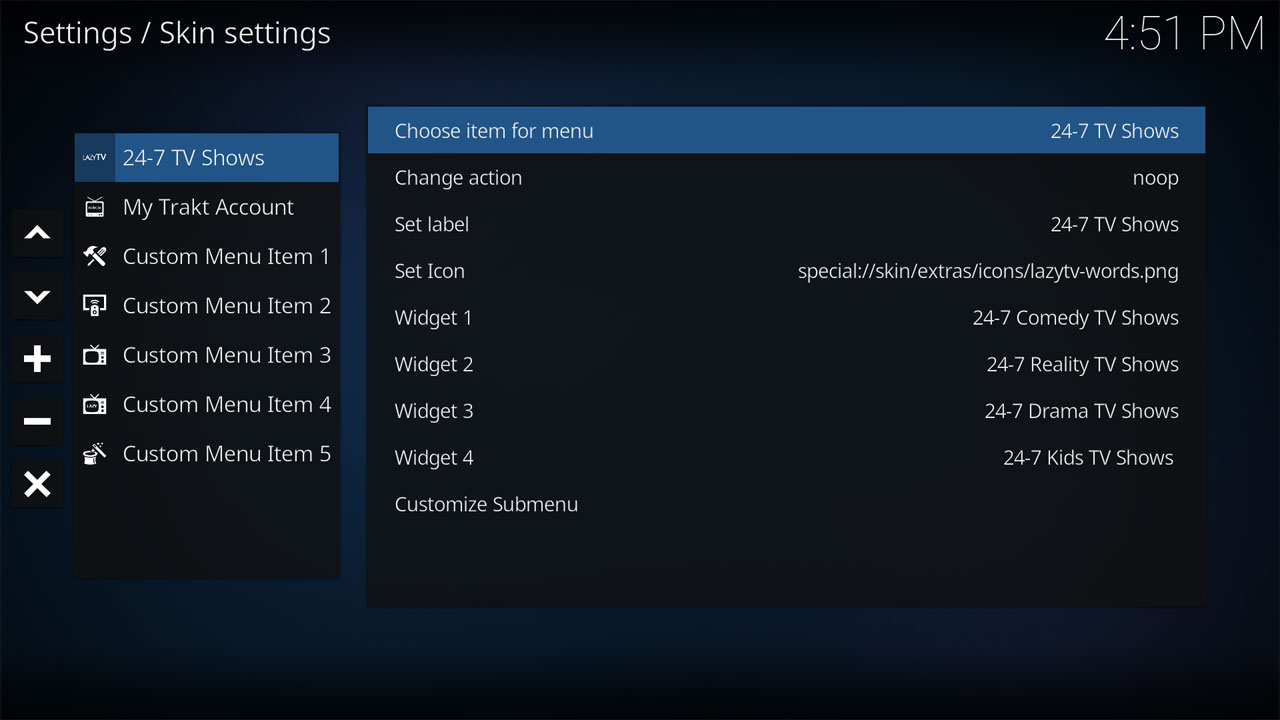 Settings / Skin settings
4:51 PM
LAZYTV 24-7 TV Shows
My Trakt Account
Custom Menu Item 1
Custom Menu Item 2
Custom Menu Item 3
LAZY Custom Menu Item 4
Custom Menu Item 5
Choose item for menu 24-7 TV Shows
Change action noop
Set label 24-7 TV Shows
Set Icon special://skin/extras/icons/lazytv-words.png
Widget 1 24-7 Comedy TV Shows
Widget 2 24-7 Reality TV Shows
Widget 3 24-7 Drama TV Shows
Widget 4 24-7 Kids TV Shows
Customize Submenu